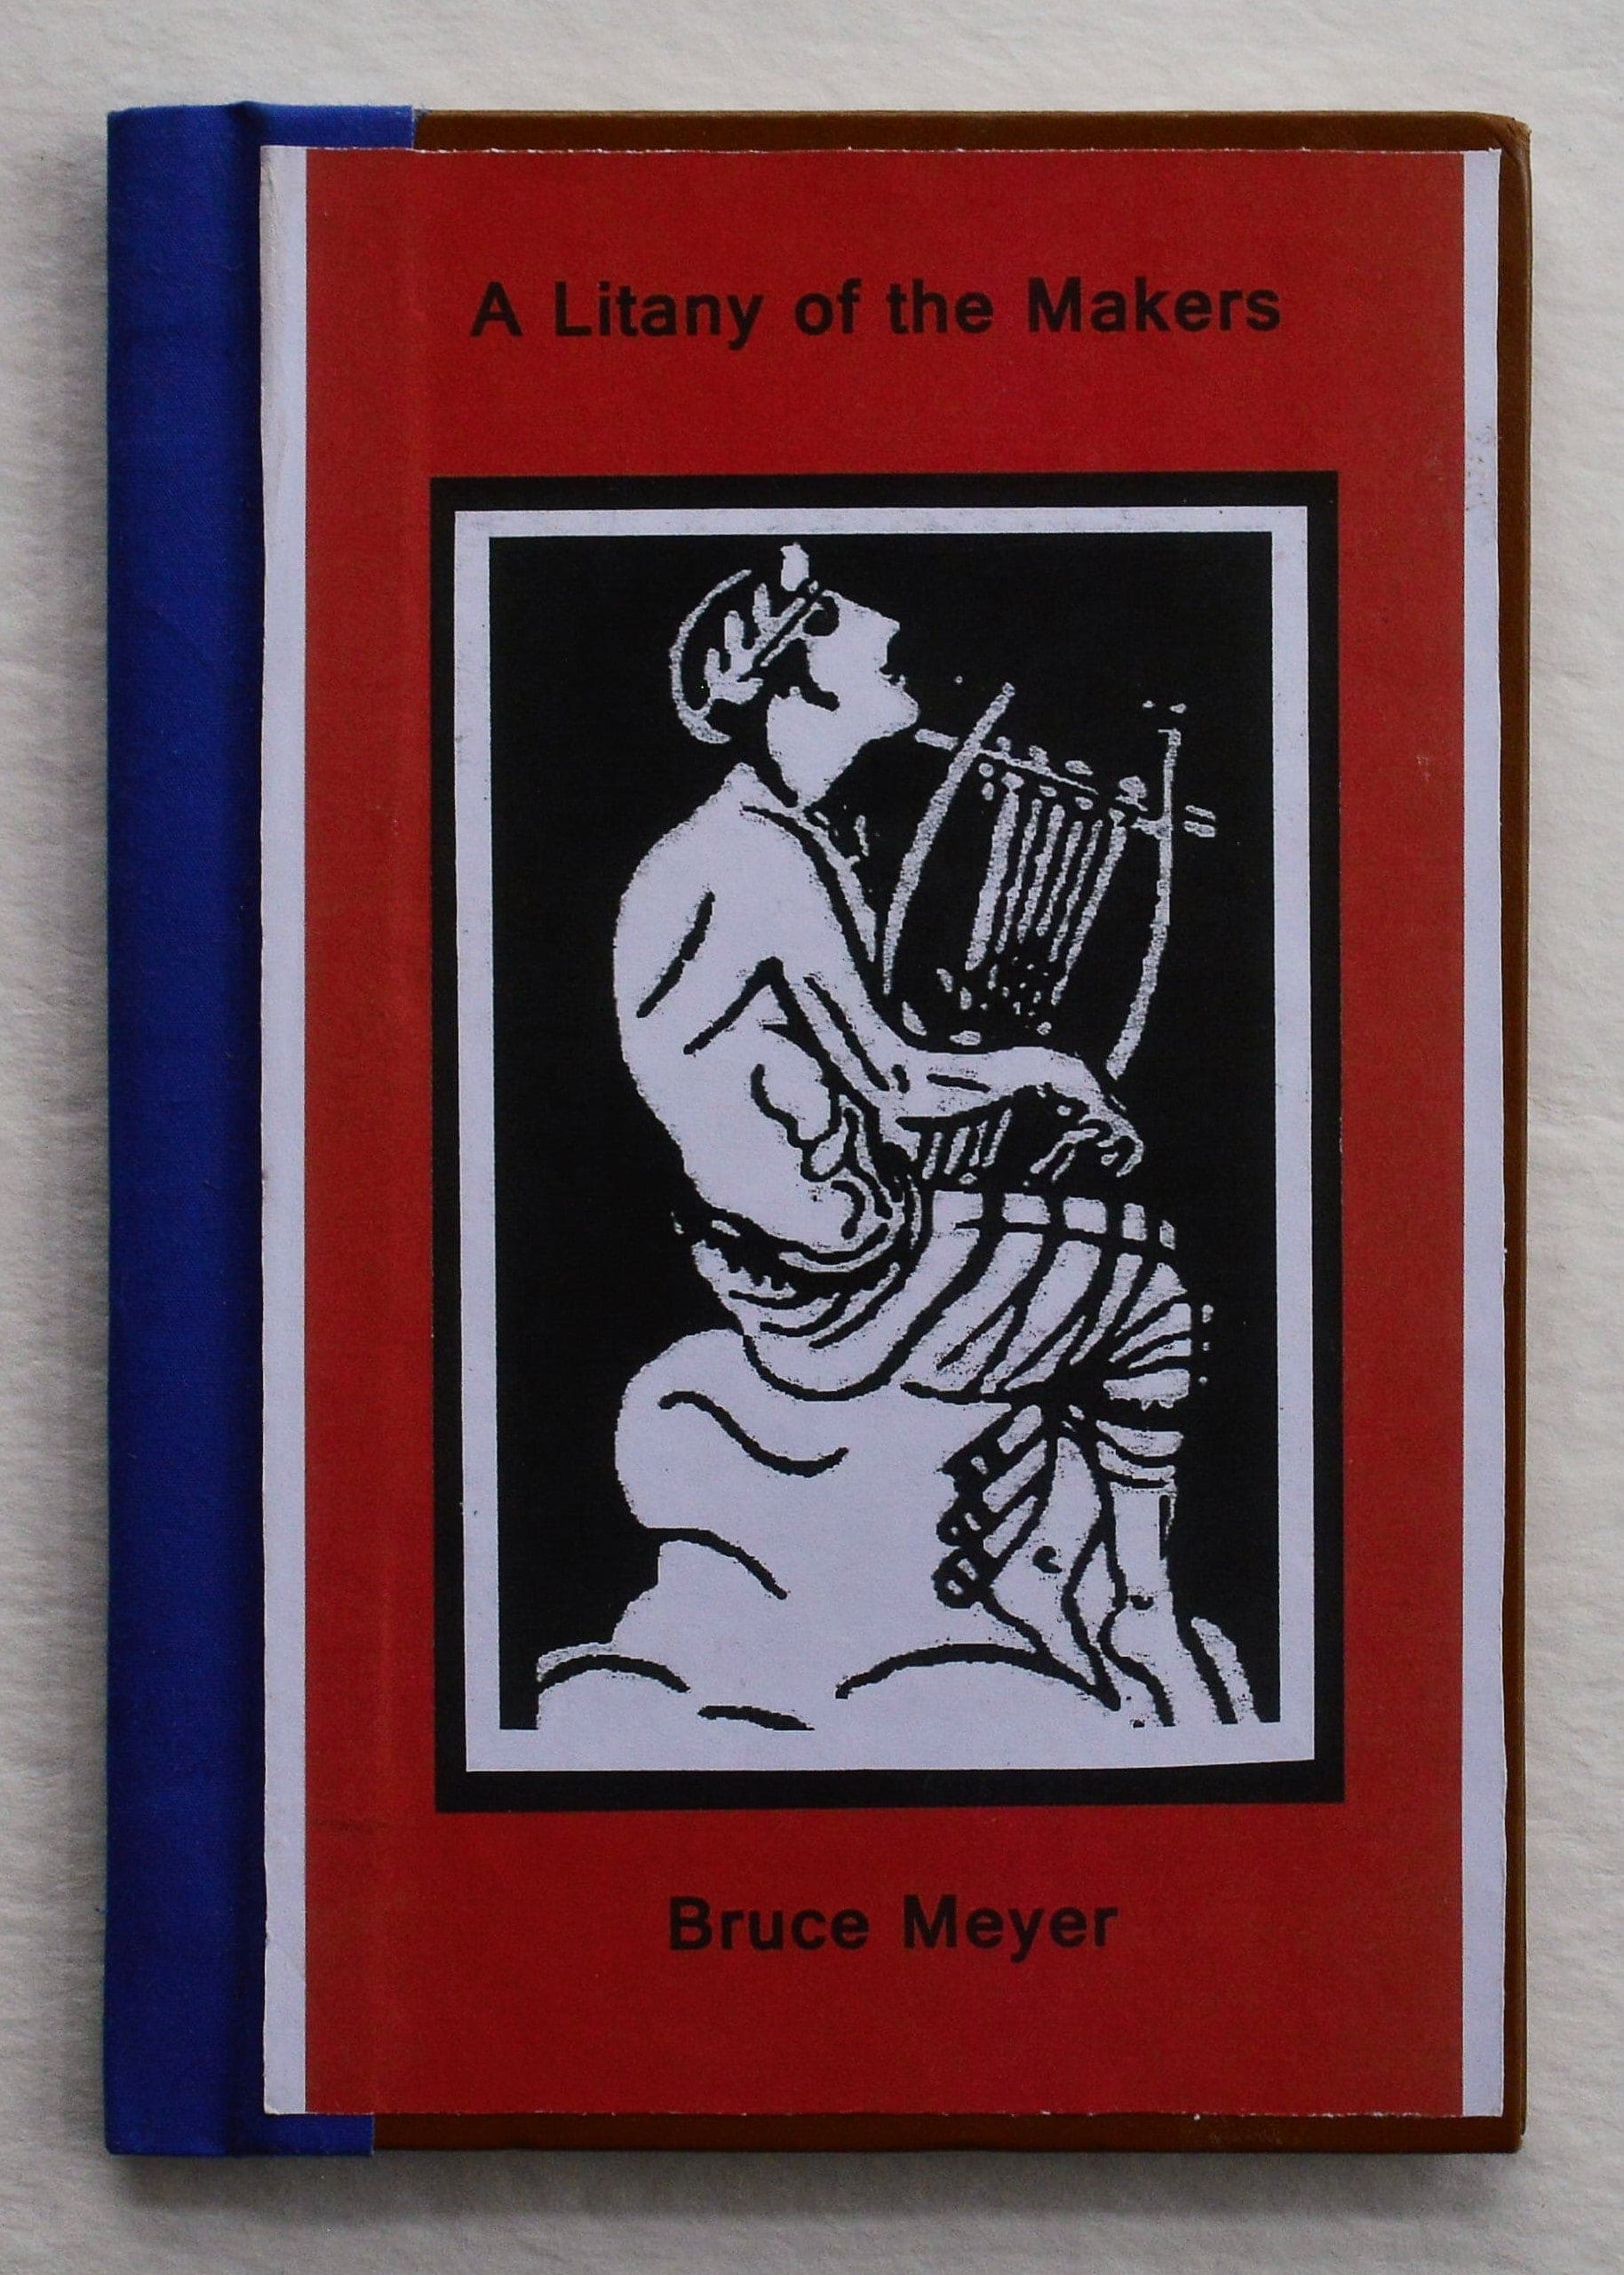 A Litany of the Makers
Bruce Meyer